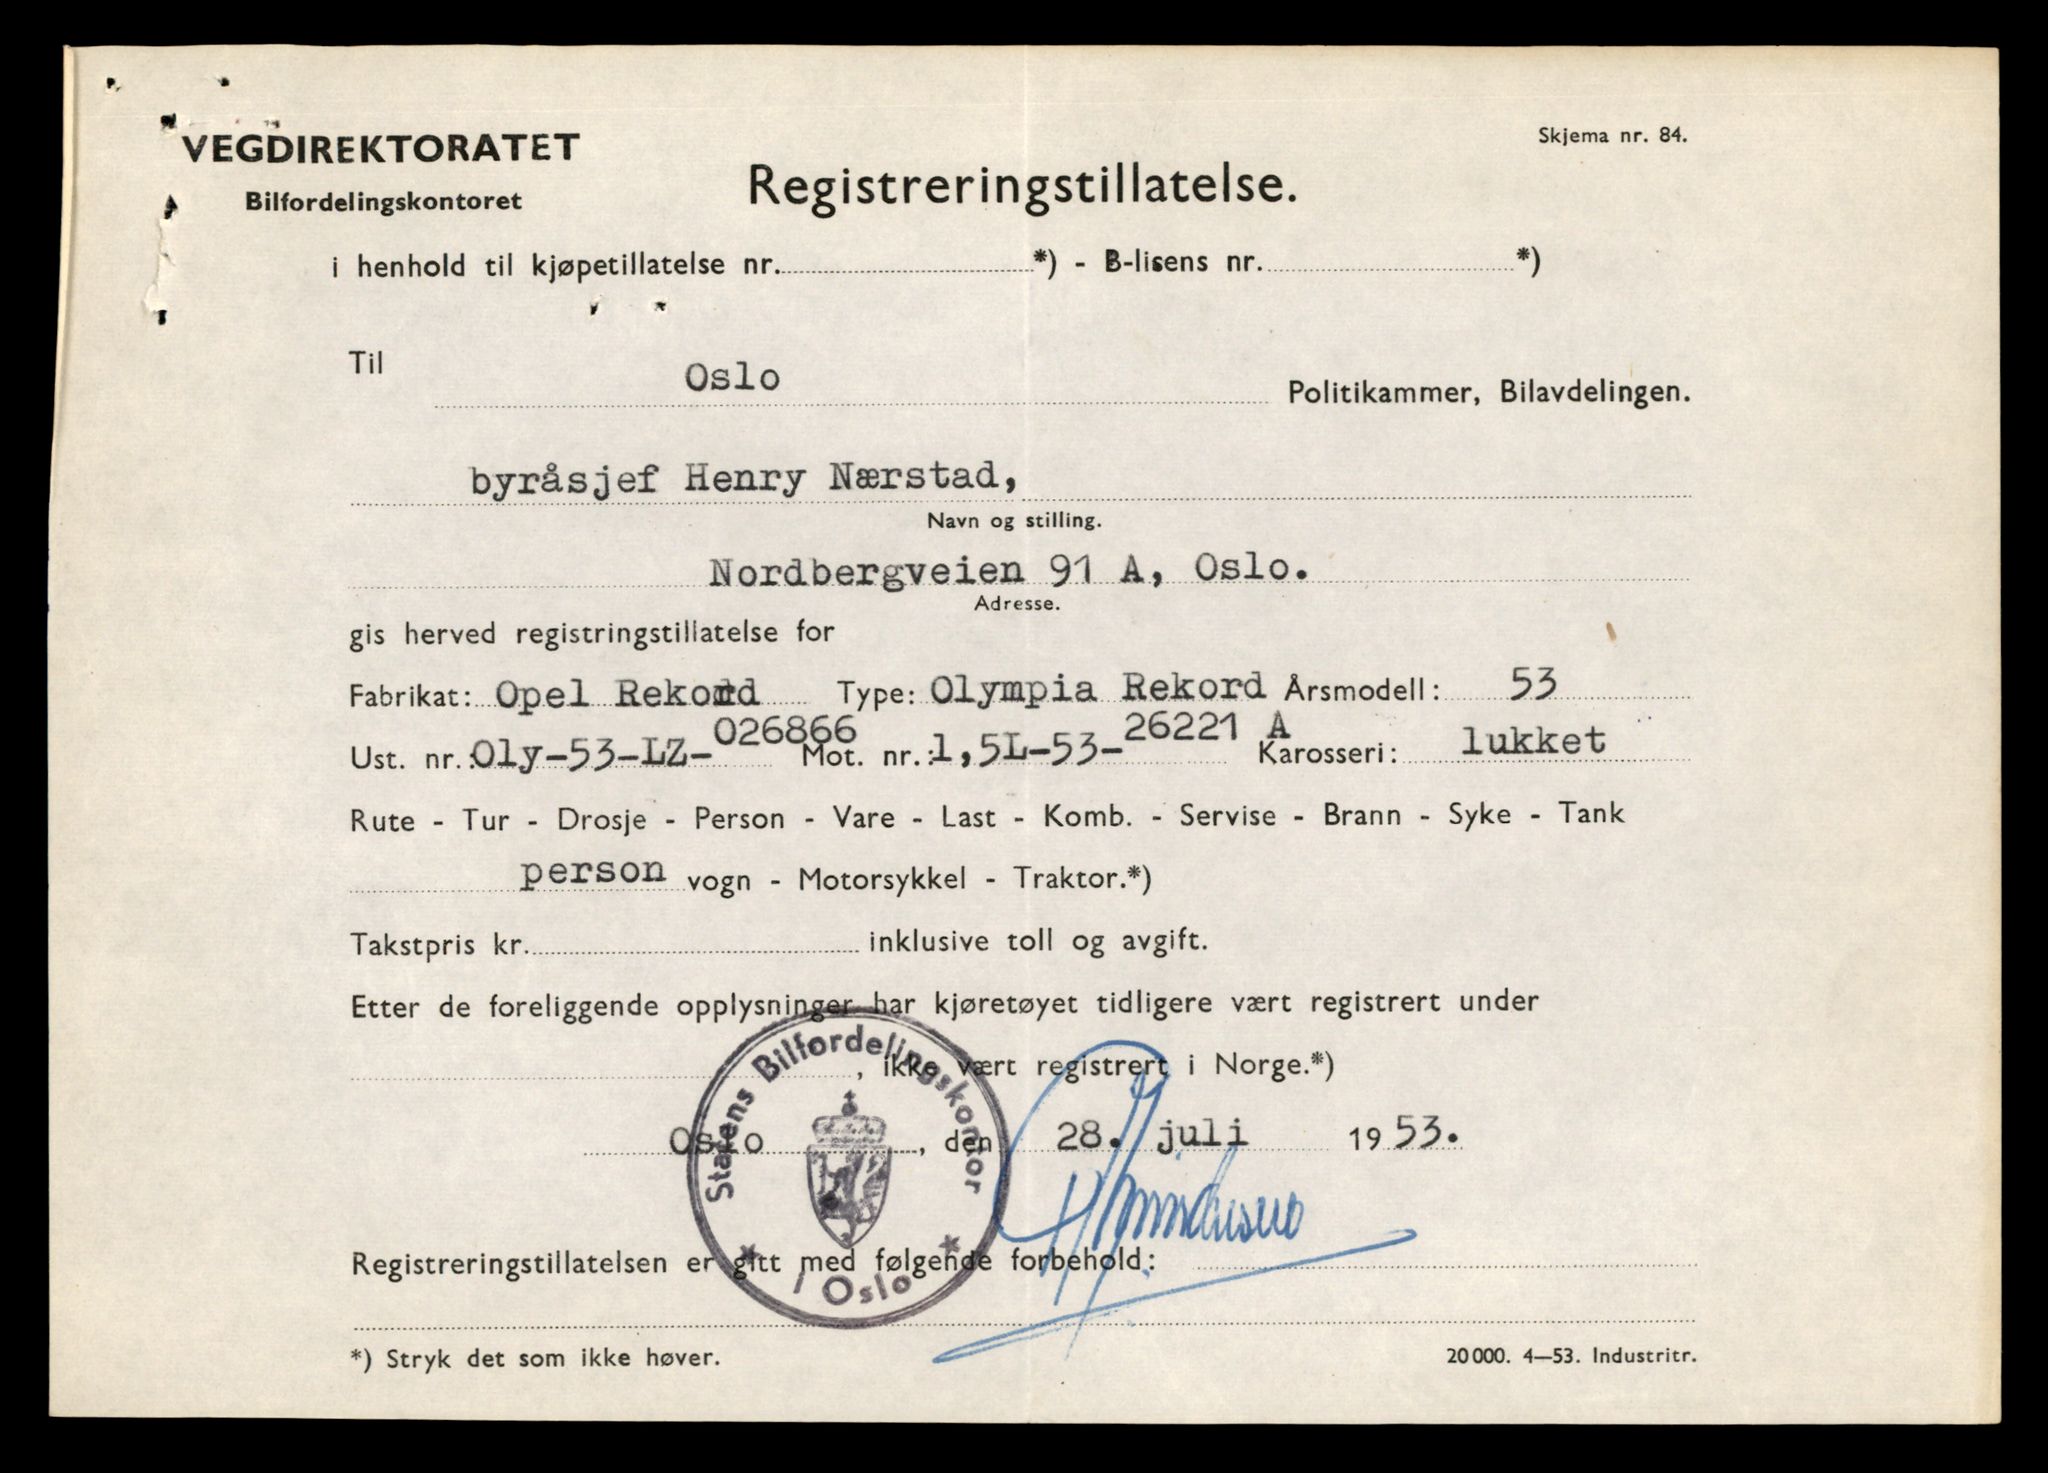 VEGDIREKTORATET
Bilfordelingskontoret
Skjema nr. 84.
Registreringstillatelse.
i henhold til kjøpetillatelse nr. *) - B-lisens nr. *)
Til Oslo Politikammer, Bilavdelingen.
byråsjef Henry Nærstad,
Navn og stilling.
Nordbergveien 91 A, Oslo.
Adresse.
gis herved registringstillatelse for
Fabrikat: Opel Rekord Type: Olympia Rekord Årsmodell: 53
Ust. nr.: Oly-53-LZ-026866 Mot. nr.: 1,5L-53-26221 A Karosseri: lukket
Rute - Tur - Drosje - Person - Vare - Last - Komb. - Servise - Brann - Syke - Tank
person vogn - Motorsykkel - Traktor.*)
Takstpris kr. inklusive toll og avgift.
Etter de foreliggende opplysninger har kjøretøyet tidligere vært registrert under
, ikke vært registrert i Norge.*)
Oslo , den 28. juli 1953.
Statens Bilfordelingskontor
i Oslo
Registreringstillatelsen er gitt med følgende forbehold:
*) Stryk det som ikke høver.
20 000. 4—53. Industritr.